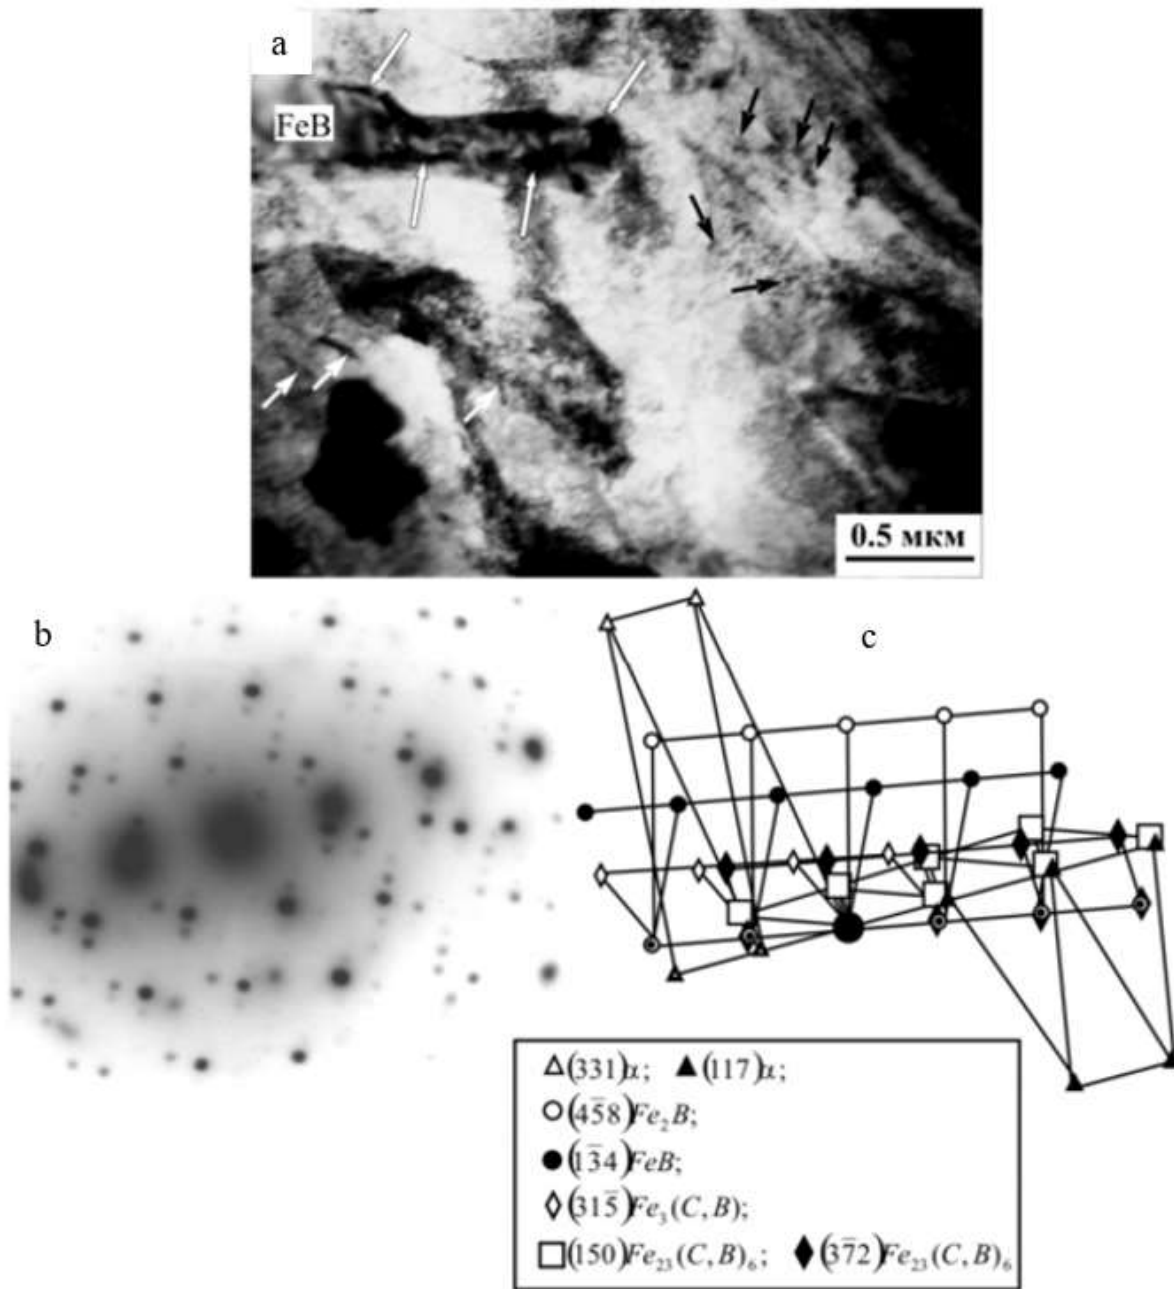 a
FeB
0.5 мкм
b
c
△(331)α; ▲(117)α;
○(45̄8)Fe₂B;
●(13̄4)FeB;
◊(315̄)Fe₃(C,B);
□(150)Fe₂₃(C,B)₆; ♦(37̄2)Fe₂₃(C,B)₆